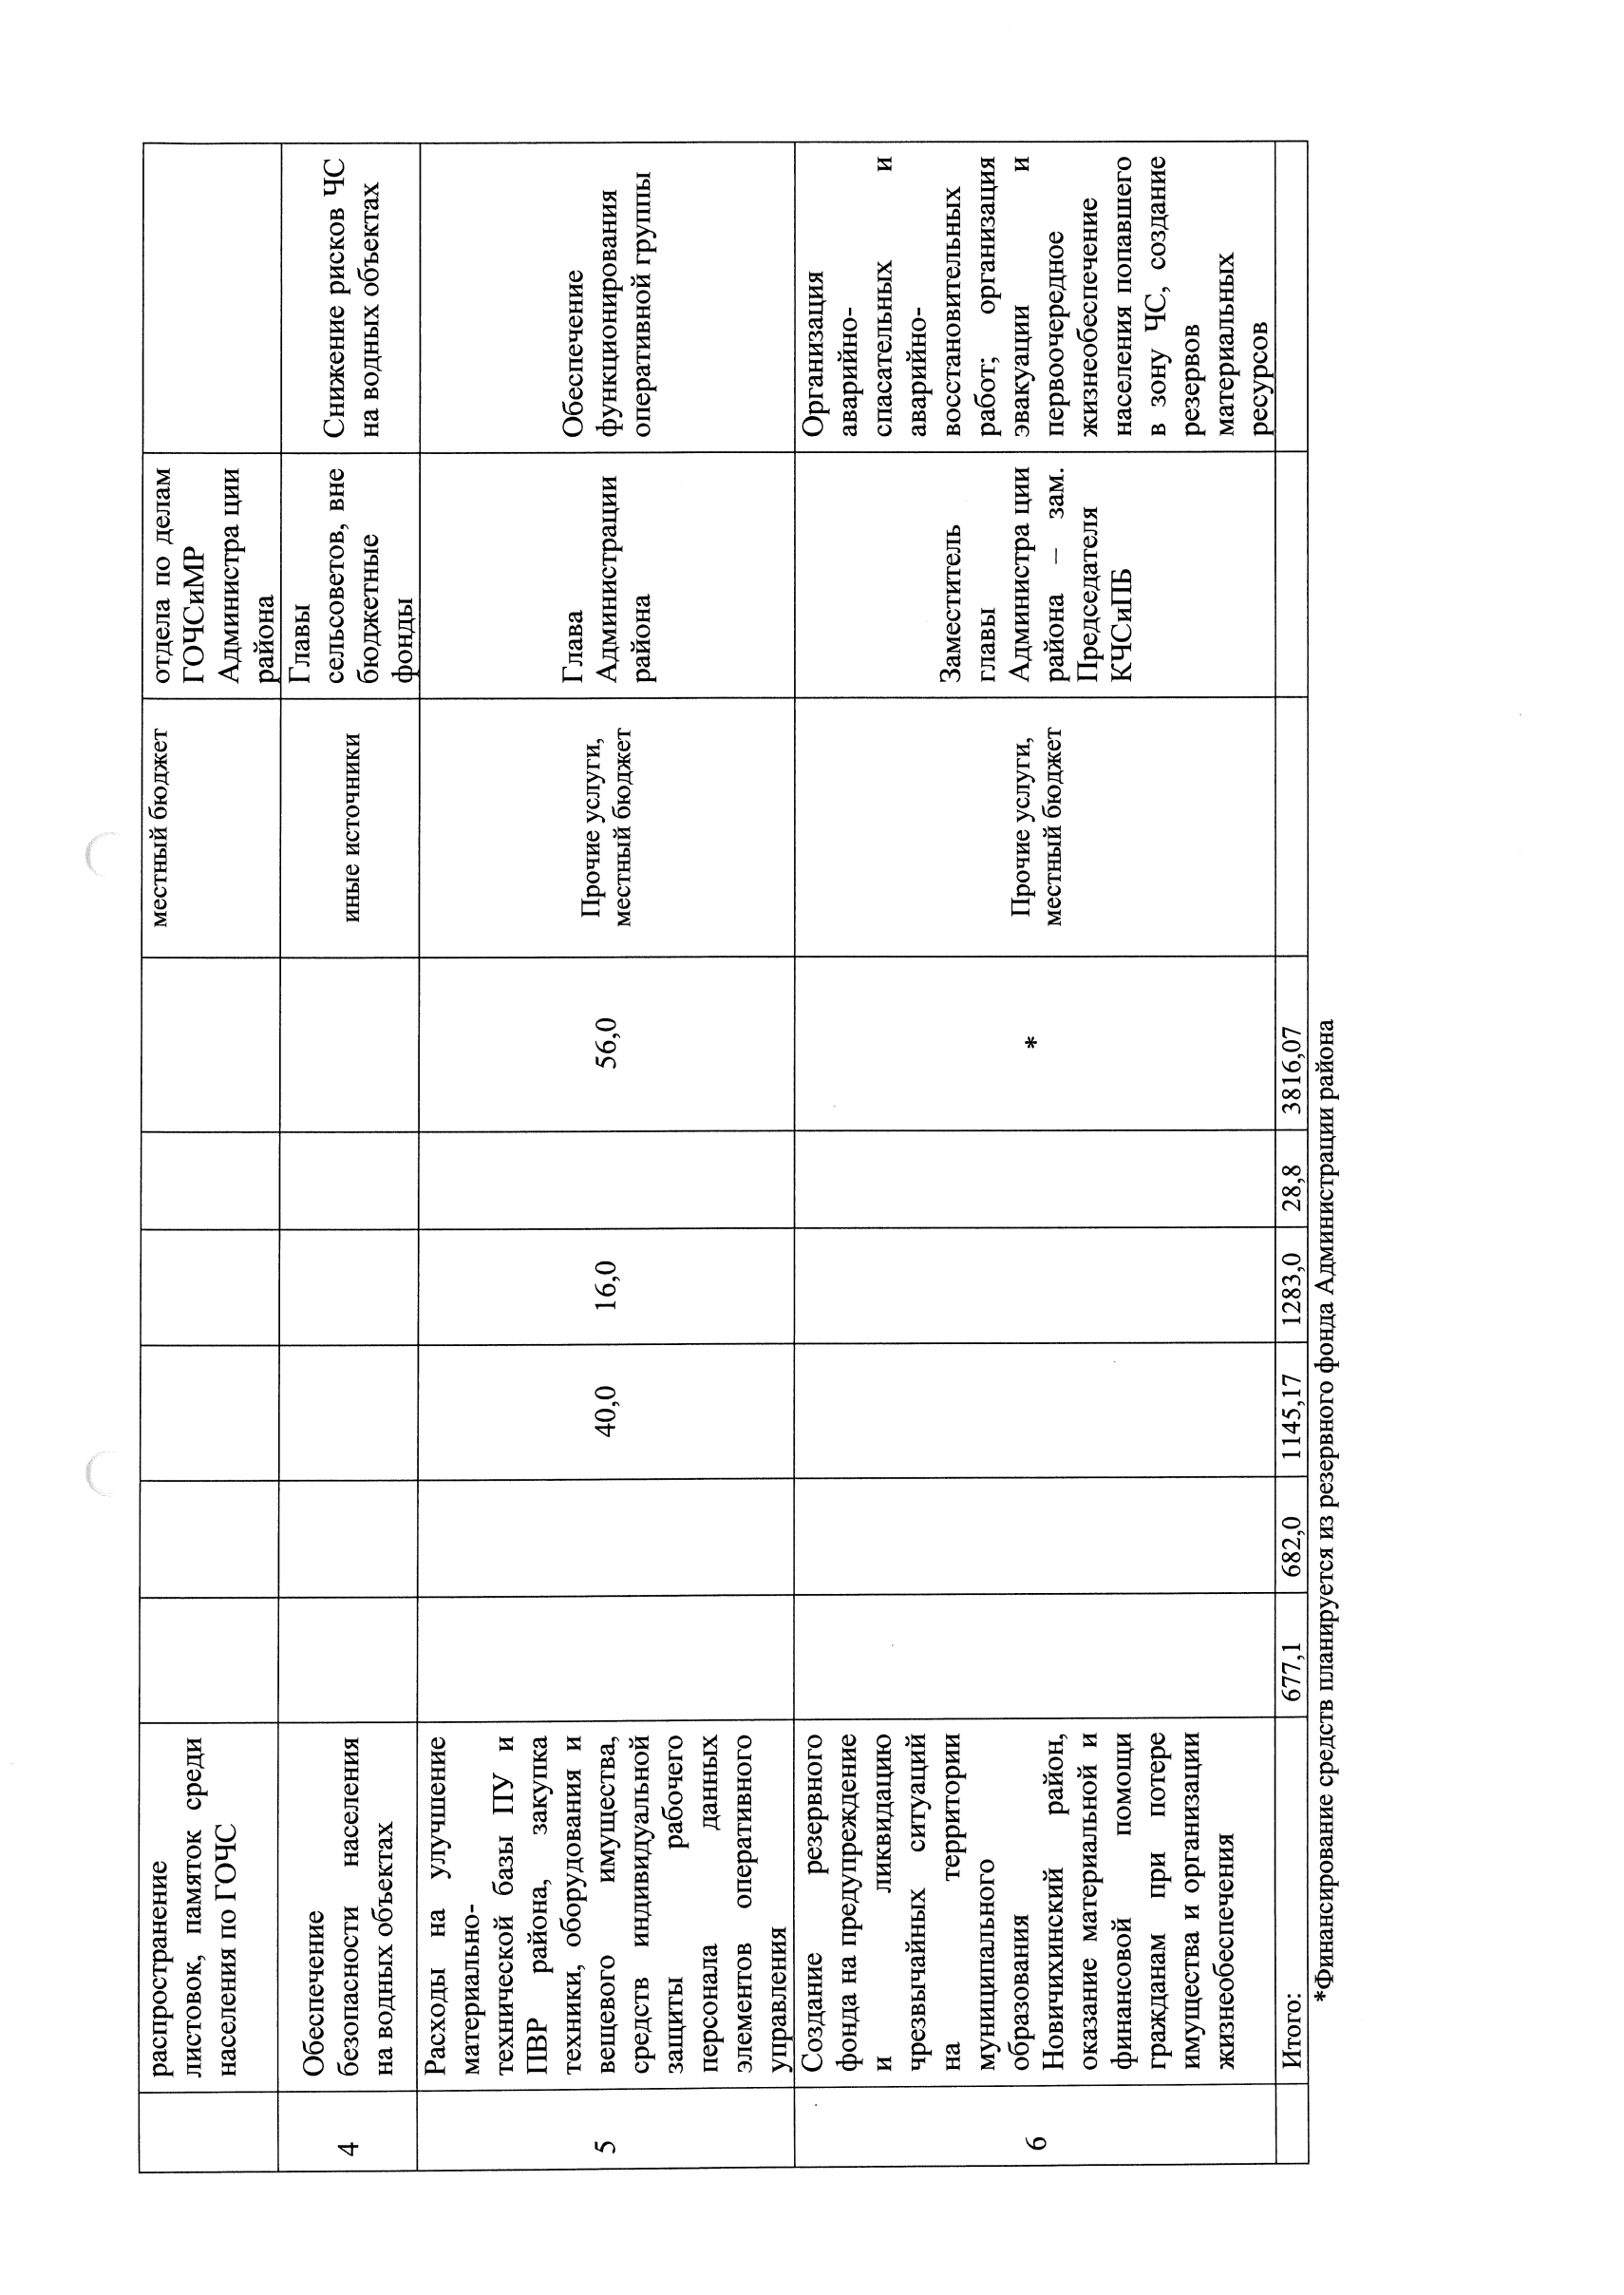 распространение
листовок, памяток среди
населения по ГОЧС
местный бюджет
отдела по делам
ГОЧСиМР
Администра ции
района
4
Обеспечение
безопасности населения
на водных объектах
иные источники
Главы
сельсоветов, вне
бюджетные
фонды
Снижение рисков ЧС
на водных объектах
5
Расходы на улучшение
материально-
технической базы ПУ и
ПВР района, закупка
техники, оборудования и
вещевого имущества,
средств индивидуальной
защиты рабочего
персонала данных
элементов оперативного
управления
40,0
16,0
56,0
Прочие услуги,
местный бюджет
Глава
Администрации
района
Обеспечение
функционирования
оперативной группы
6
Создание резервного
фонда на предупреждение
и ликвидацию
чрезвычайных ситуаций
на территории
муниципального
образования
Новичихинский район,
оказание материальной и
финансовой помощи
гражданам при потере
имущества и организации
жизнеобеспечения
*
Прочие услуги,
местный бюджет
Заместитель
главы
Администра ции
района – зам.
Председателя
КЧСиПБ
Организация
аварийно-
спасательных и
аварийно-
восстановительных
работ; организация
эвакуации и
первоочередное
жизнеобеспечение
населения попавшего
в зону ЧС, создание
резервов
материальных
ресурсов
Итого:
677,1
682,0
1145,17
1283,0
28,8
3816,07
*Финансирование средств планируется из резервного фонда Администрации района